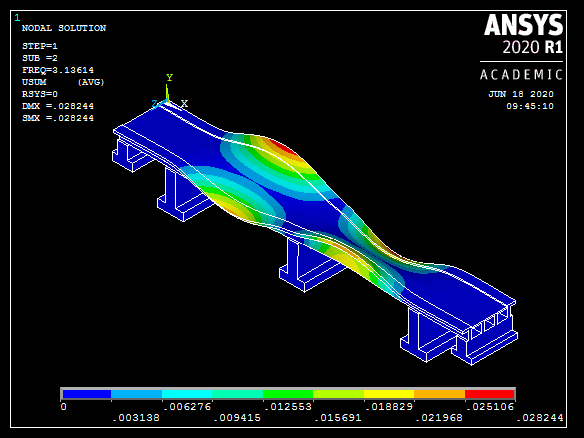 1
NODAL SOLUTION
STEP=1
SUB =2
FREQ=3.13614
USUM (AVG)
RSYS=0
DMX =.028244
SMX =.028244
ANSYS
2020 R1
ACADEMIC
JUN 18 2020
09:45:10
Y
Z X
0 .006276 .012553 .018829 .025106
.003138 .009415 .015691 .021968 .028244